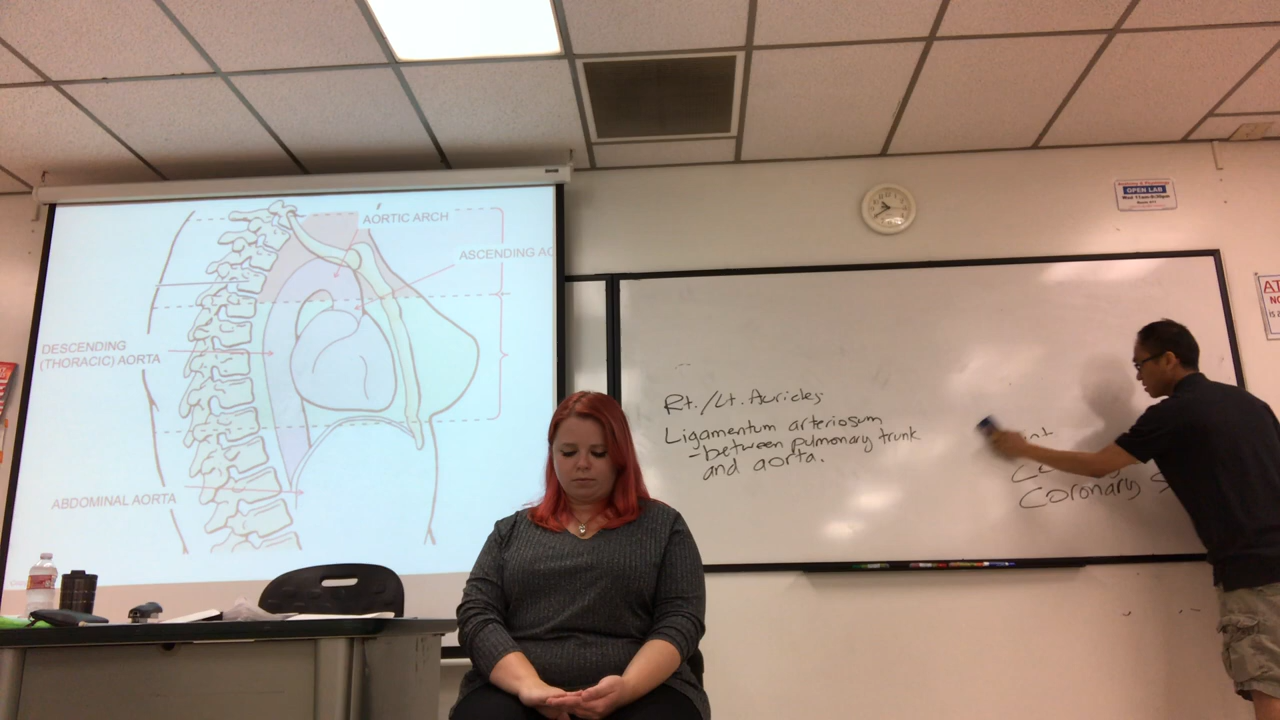 AORTIC ARCH
ASCENDING
DESCENDING
(THORACIC) AORTA
ABDOMINAL AORTA
Rt./Lt. Auricles
Ligamentum arteriosum
-between pulmonary trunk
and aorta.
Coronary S
OPEN LAB